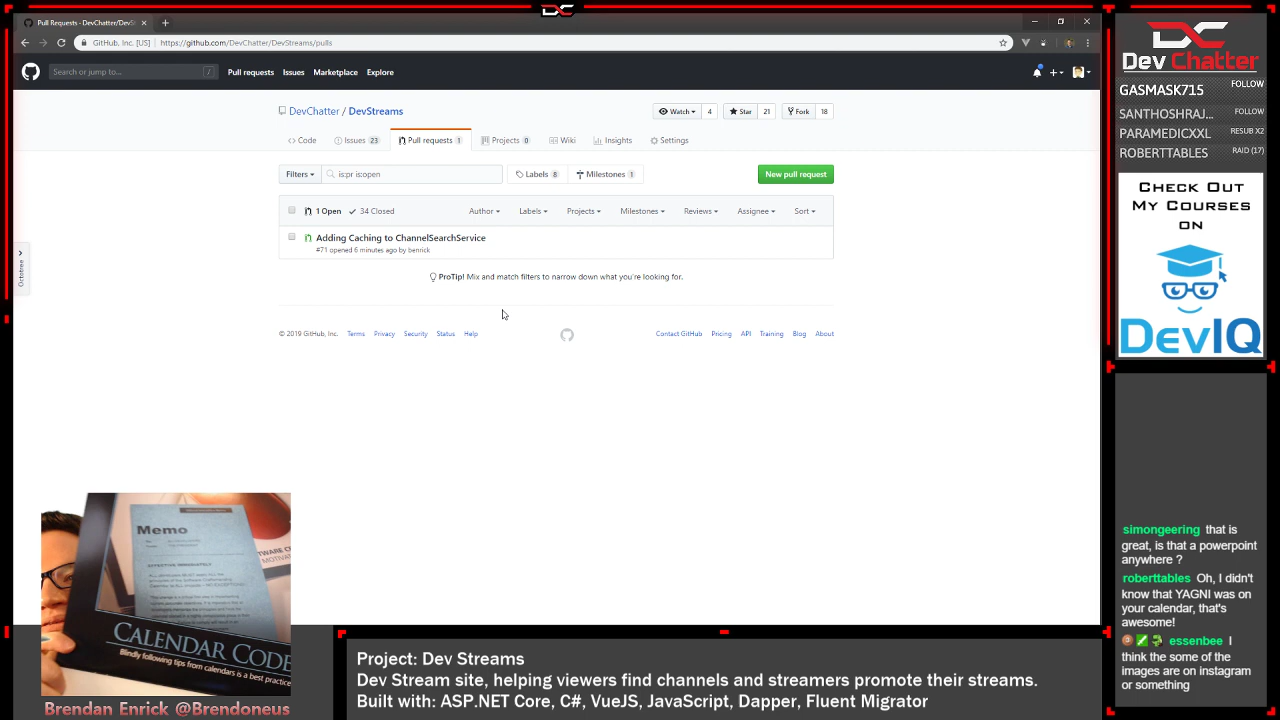 DC
Pull Requests - DevChatter/DevSt
GitHub, Inc. [US] https://github.com/DevChatter/DevStreams/pulls
Search or jump to... /
Pull requests Issues Marketplace Explore
DevChatter / DevStreams
Watch 4 Star 21 Fork 18
Code Issues 23 Pull requests 1 Projects 0 Wiki Insights Settings
Filters is:pr is:open Labels 8 Milestones 1 New pull request
1 Open 34 Closed Author Labels Projects Milestones Reviews Assignee Sort
Adding Caching to ChannelSearchService
#71 opened 6 minutes ago by benrick
ProTip! Mix and match filters to narrow down what you're looking for.
© 2019 GitHub, Inc. Terms Privacy Security Status Help Contact GitHub Pricing API Training Blog About
Octotree
DC
Dev Chatter
GASMASK715 FOLLOW
SANTHOSHRAJ... FOLLOW
PARAMEDICXXL RESUB X2
ROBERTTABLES RAID (17)
CHECK OUT
MY COURSES
ON
DevIQ
simongeering that is
great, is that a powerpoint
anywhere ?
roberttables Oh, I didn't
know that YAGNI was on
your calendar, that's
awesome!
essenbee I
think the some of the
images are on instagram
or something
Memo
CALENDAR CODE
Blindly following tips from calendars is a best practice
Brendan Enrick @Brendoneus
Project: Dev Streams
Dev Stream site, helping viewers find channels and streamers promote their streams.
Built with: ASP.NET Core, C#, VueJS, JavaScript, Dapper, Fluent Migrator